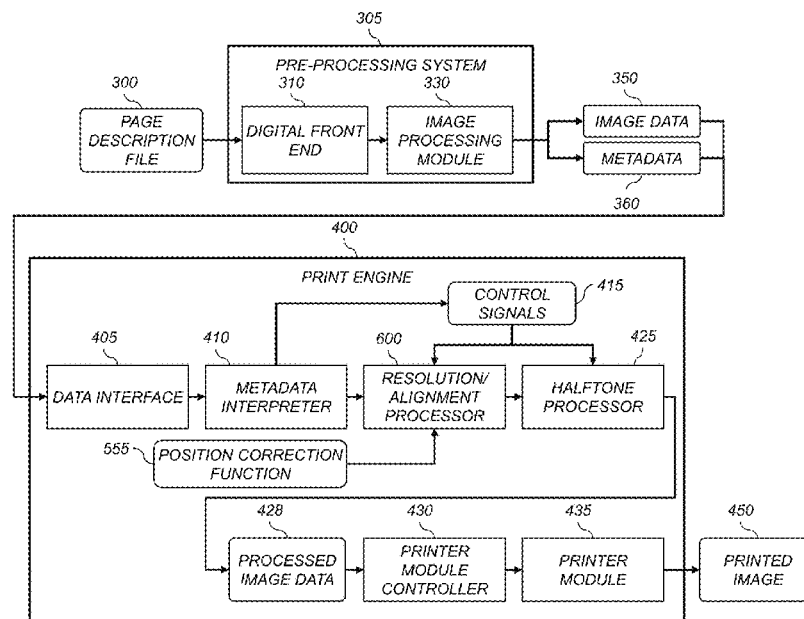 305
PRE-PROCESSING SYSTEM
300
310
330
350
PAGE
DESCRIPTION
FILE
DIGITAL FRONT
END
IMAGE
PROCESSING
MODULE
IMAGE DATA
METADATA
360
400
PRINT ENGINE
CONTROL
SIGNALS
415
405
410
600
425
DATA INTERFACE
METADATA
INTERPRETER
RESOLUTION/
ALIGNMENT
PROCESSOR
HALFTONE
PROCESSOR
555
POSITION CORRECTION
FUNCTION
428
430
435
450
PROCESSED
IMAGE DATA
PRINTER
MODULE
CONTROLLER
PRINTER
MODULE
PRINTED
IMAGE